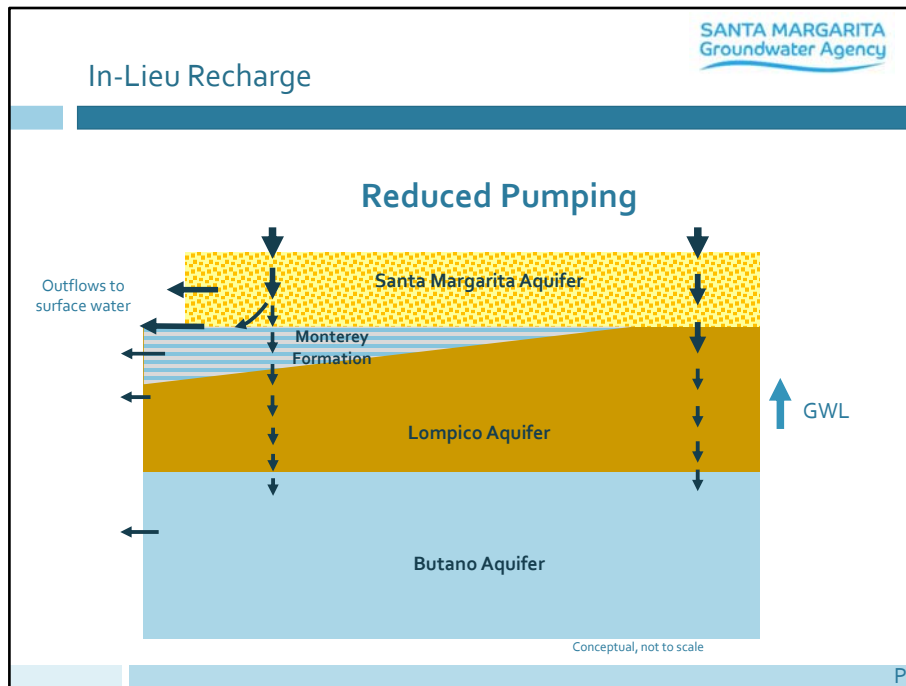 SANTA MARGARITA
Groundwater Agency
In-Lieu Recharge
Reduced Pumping
Outflows to
surface water
Santa Margarita Aquifer
Monterey
Formation
GWL
Lompico Aquifer
Butano Aquifer
Conceptual, not to scale
P